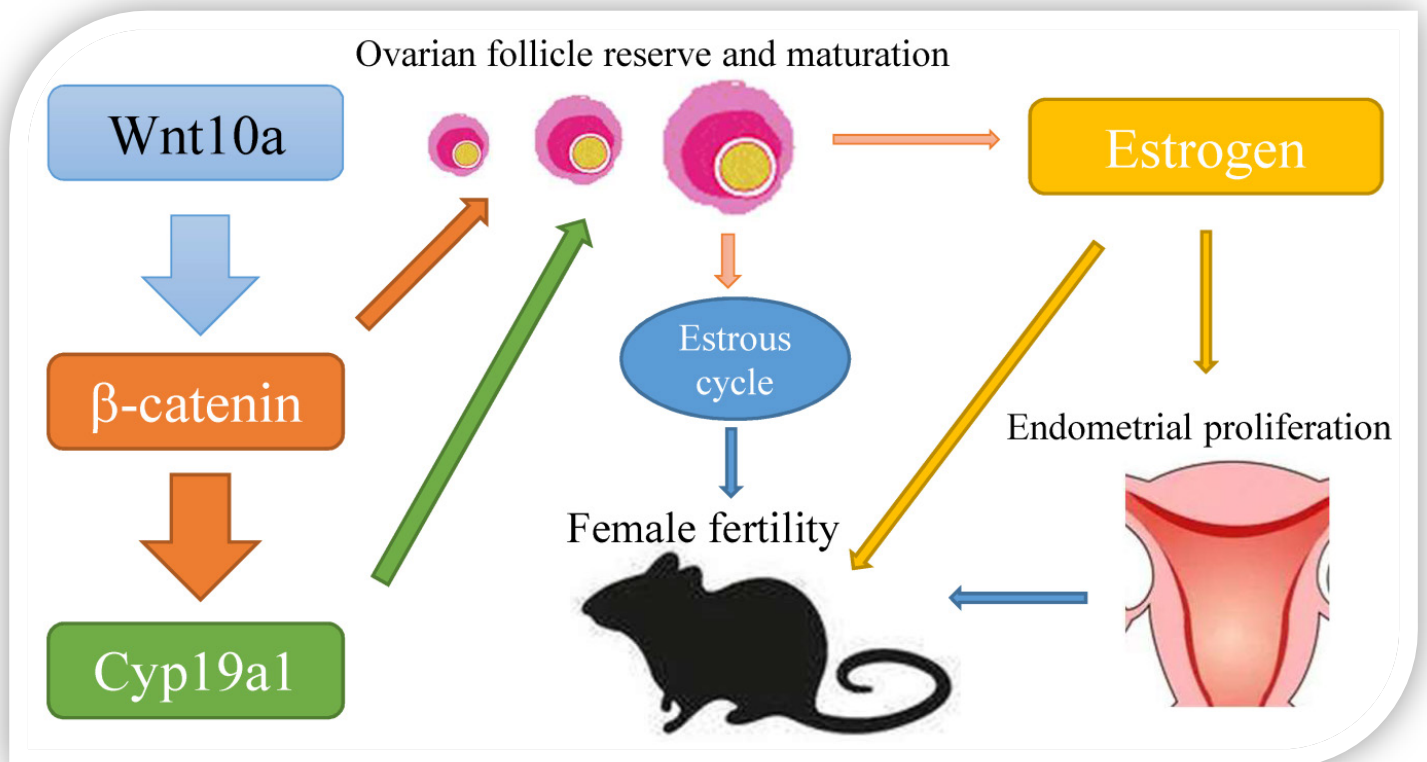 Ovarian follicle reserve and maturation
Wnt10a
Estrogen
Estrous
cycle
β-catenin
Endometrial proliferation
Female fertility
Cyp19a1